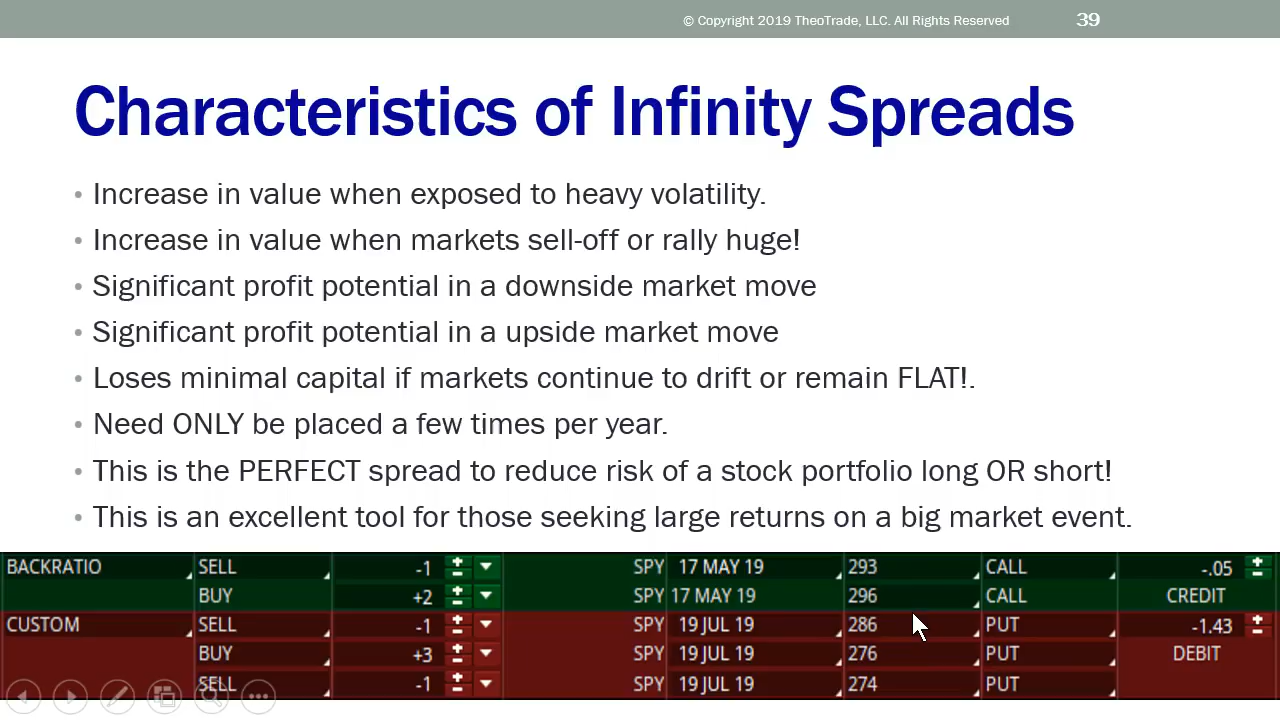 © Copyright 2019 TheoTrade, LLC. All Rights Reserved 39
Characteristics of Infinity Spreads
• Increase in value when exposed to heavy volatility.
• Increase in value when markets sell-off or rally huge!
• Significant profit potential in a downside market move
• Significant profit potential in a upside market move
• Loses minimal capital if markets continue to drift or remain FLAT!.
• Need ONLY be placed a few times per year.
• This is the PERFECT spread to reduce risk of a stock portfolio long OR short!
• This is an excellent tool for those seeking large returns on a big market event.
BACKRATIO SELL -1 SPY 17 MAY 19 293 CALL -.05
BUY +2 SPY 17 MAY 19 296 CALL CREDIT
CUSTOM SELL -1 SPY 19 JUL 19 286 PUT -1.43
BUY +3 SPY 19 JUL 19 276 PUT DEBIT
SELL -1 SPY 19 JUL 19 274 PUT